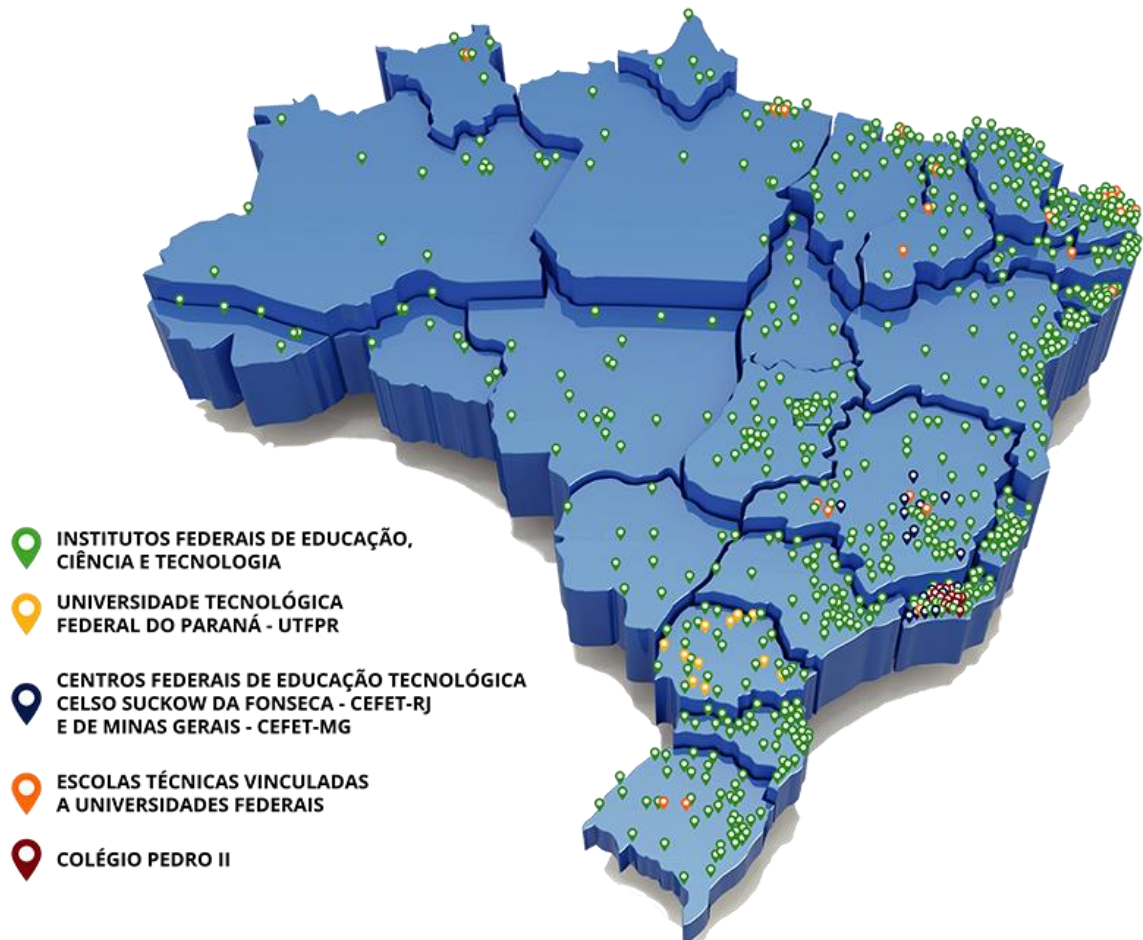 INSTITUTOS FEDERAIS DE EDUCAÇÃO,
CIÊNCIA E TECNOLOGIA
UNIVERSIDADE TECNOLÓGICA
FEDERAL DO PARANÁ - UTFPR
CENTROS FEDERAIS DE EDUCAÇÃO TECNOLÓGICA
CELSO SUCKOW DA FONSECA - CEFET-RJ
E DE MINAS GERAIS - CEFET-MG
ESCOLAS TÉCNICAS VINCULADAS
A UNIVERSIDADES FEDERAIS
COLÉGIO PEDRO II